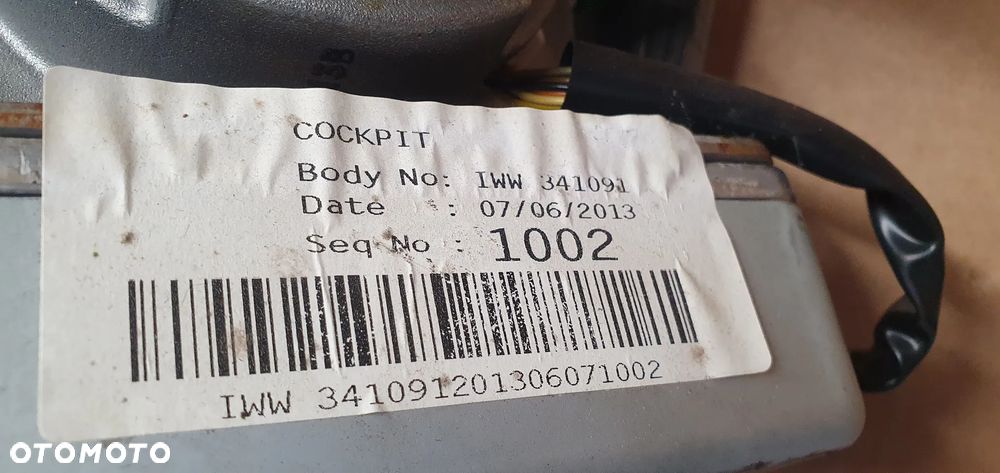 COCKPIT
Body No: IWW 341091
Date : 07/06/2013
Seq No : 1002
IWW 341091201306071002
OTOMOTO